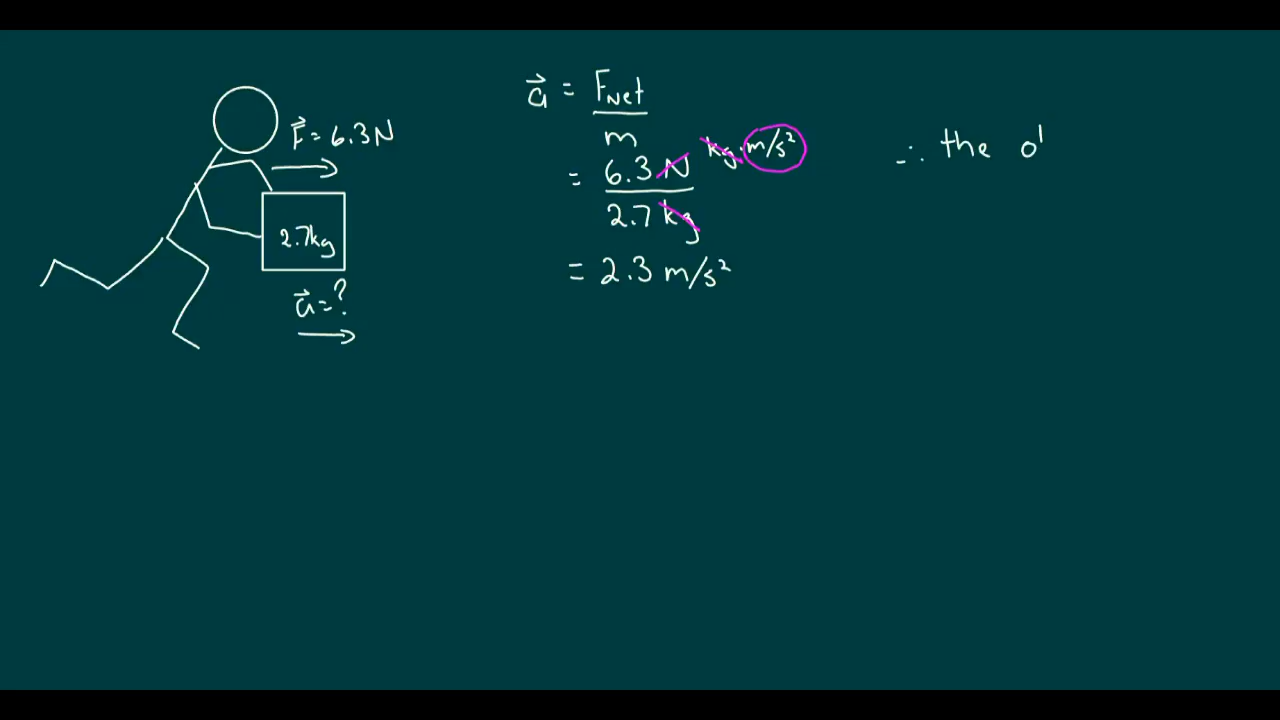 F⃗ = 6.3N
2.7kg
a⃗ = ?
a⃗ = FNet
m
= 6.3 N kg · m/s²
2.7 kg
= 2.3 m/s²
∴ the